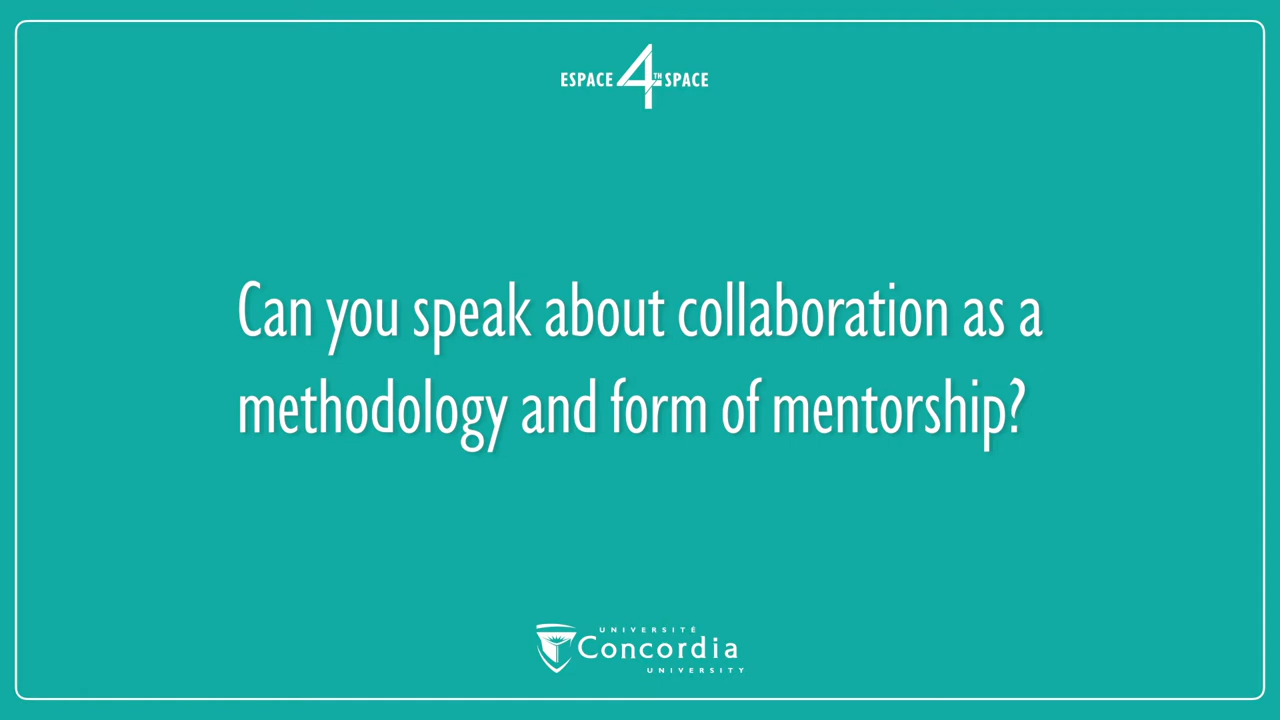 ESPACE 4TH SPACE
Can you speak about collaboration as a
methodology and form of mentorship?
UNIVERSITÉ
Concordia
UNIVERSITY